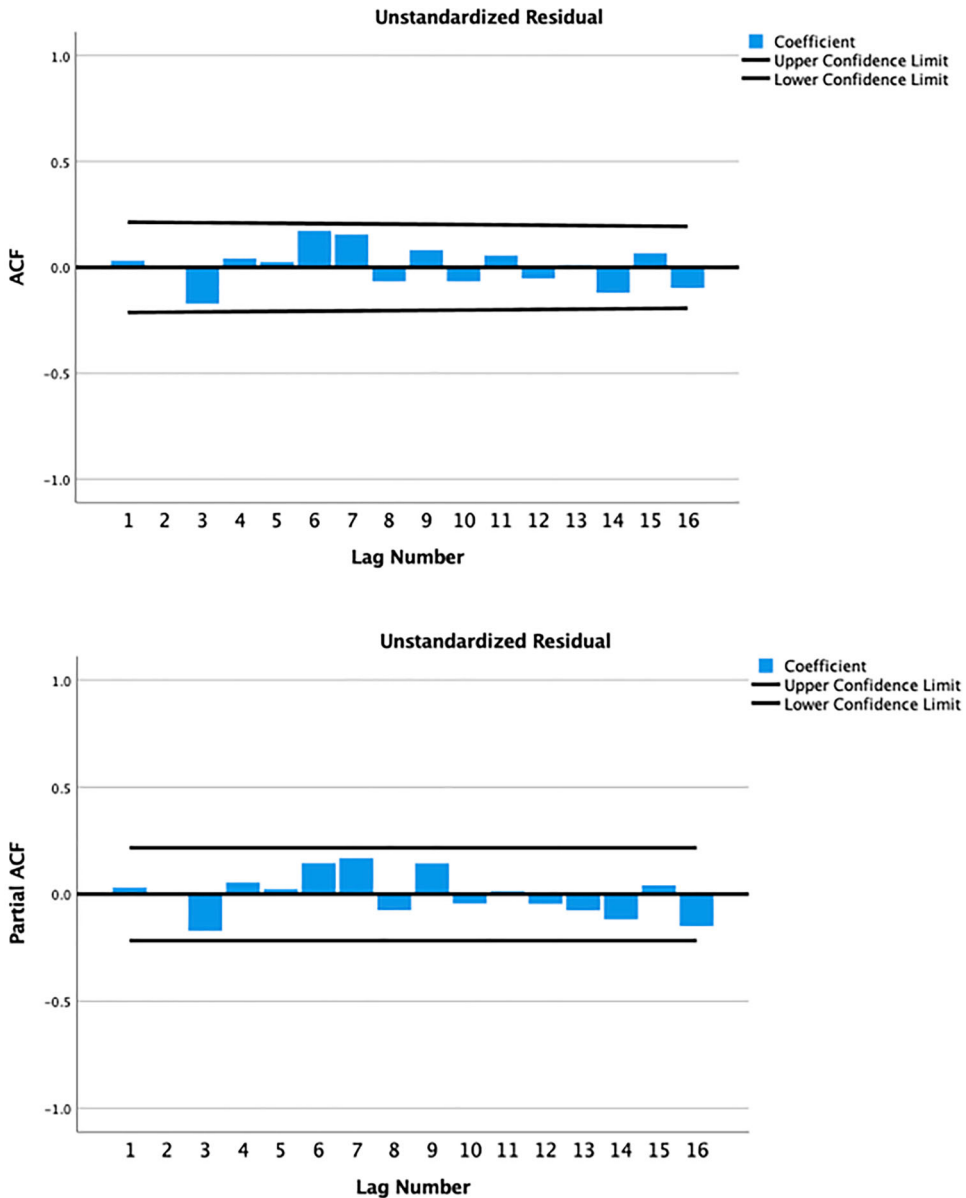 Unstandardized Residual
Coefficient
Upper Confidence Limit
Lower Confidence Limit
1.0
0.5
0.0
-0.5
-1.0
ACF
1 2 3 4 5 6 7 8 9 10 11 12 13 14 15 16
Lag Number
Unstandardized Residual
Coefficient
Upper Confidence Limit
Lower Confidence Limit
1.0
0.5
0.0
-0.5
-1.0
Partial ACF
1 2 3 4 5 6 7 8 9 10 11 12 13 14 15 16
Lag Number